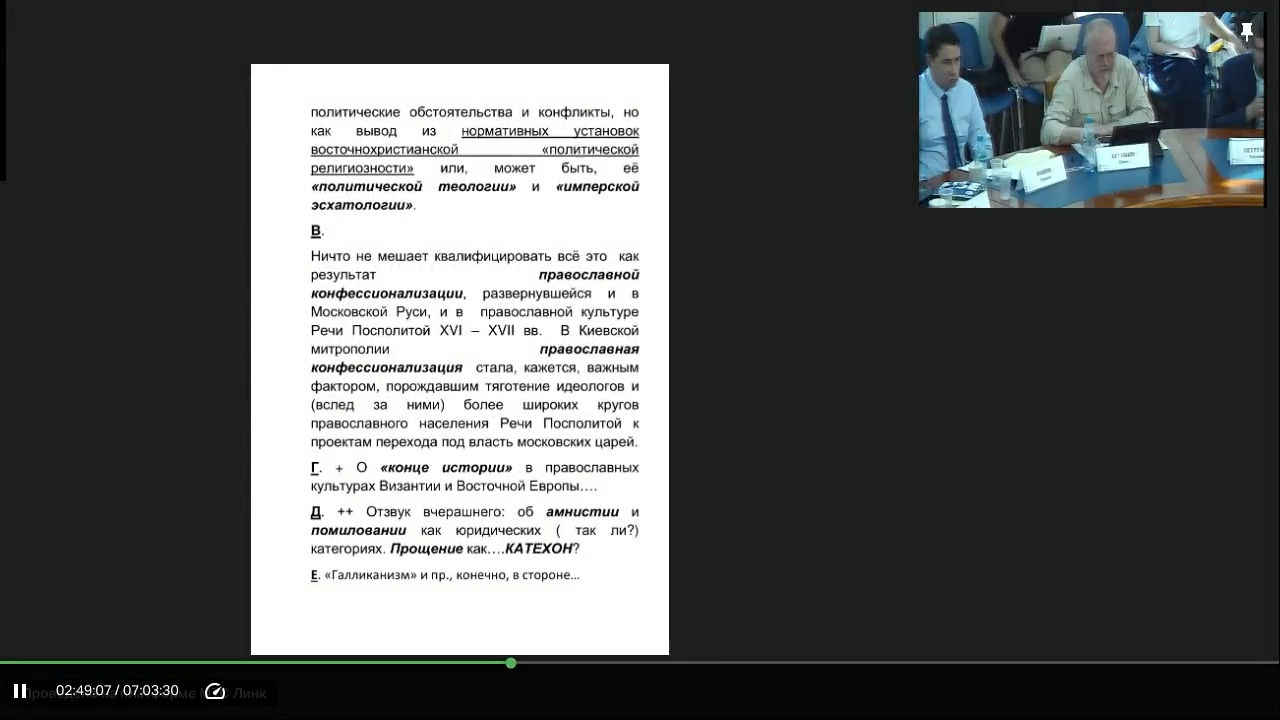 политические обстоятельства и конфликты, но
как вывод из нормативных установок
восточнохристианской «политической
религиозности» или, может быть, её
«политической теологии» и «имперской
эсхатологии».
В.
Ничто не мешает квалифицировать всё это как
результат православной
конфессионализации, развернувшейся и в
Московской Руси, и в православной культуре
Речи Посполитой XVI – XVII вв. В Киевской
митрополии православная
конфессионализация стала, кажется, важным
фактором, порождавшим тяготение идеологов и
(вслед за ними) более широких кругов
православного населения Речи Посполитой к
проектам перехода под власть московских царей.
Г. + О «конце истории» в православных
культурах Византии и Восточной Европы….
Д. ++ Отзвук вчерашнего: об амнистии и
помиловании как юридических ( так ли?)
категориях. Прощение как….КАТЕХОН?
Е. «Галликанизм» и пр., конечно, в стороне…
02:49:07 / 07:03:30
Линк